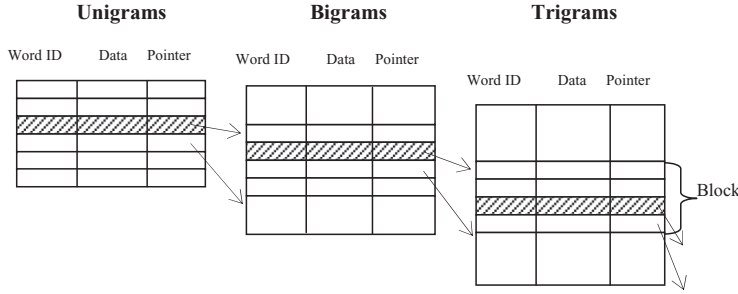 Unigrams
Bigrams
Trigrams
Word ID Data Pointer
Word ID Data Pointer
Word ID Data Pointer
Block